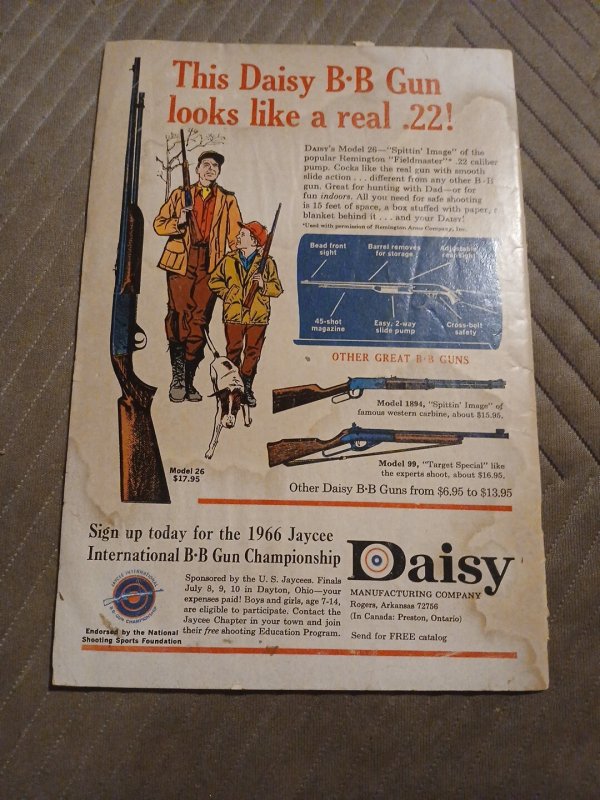 This Daisy B·B Gun
looks like a real .22!
DAISY's Model 26—"Spittin' Image" of the
popular Remington "Fieldmaster"* .22 caliber
pump. Cocks like the real gun with smooth
slide action . . . different from any other B·B
gun. Great for hunting with Dad—or for
fun indoors. All you need for safe shooting
is 15 feet of space, a box stuffed with paper,
blanket behind it . . . and your DAISY!
*Used with permission of Remington Arms Company, Inc.
Bead front
sight
Barrel removes
for storage
Adjustable
rear sight
45-shot
magazine
Easy, 2-way
slide pump
Cross-bolt
safety
OTHER GREAT B·B GUNS
Model 1894, "Spittin' Image" of
famous western carbine, about $15.95.
Model 99, "Target Special" like
the experts shoot, about $16.95.
Model 26
$17.95
Other Daisy B·B Guns from $6.95 to $13.95
Sign up today for the 1966 Jaycee
International B·B Gun Championship
Sponsored by the U. S. Jaycees. Finals
July 8, 9, 10 in Dayton, Ohio—your
expenses paid! Boys and girls, age 7-14,
are eligible to participate. Contact the
Jaycee Chapter in your town and join
their free shooting Education Program.
JAYCEE INTERNATIONAL
B·B GUN CHAMPIONSHIP
Endorsed by the National
Shooting Sports Foundation
Daisy
MANUFACTURING COMPANY
Rogers, Arkansas 72756
(In Canada: Preston, Ontario)
Send for FREE catalog